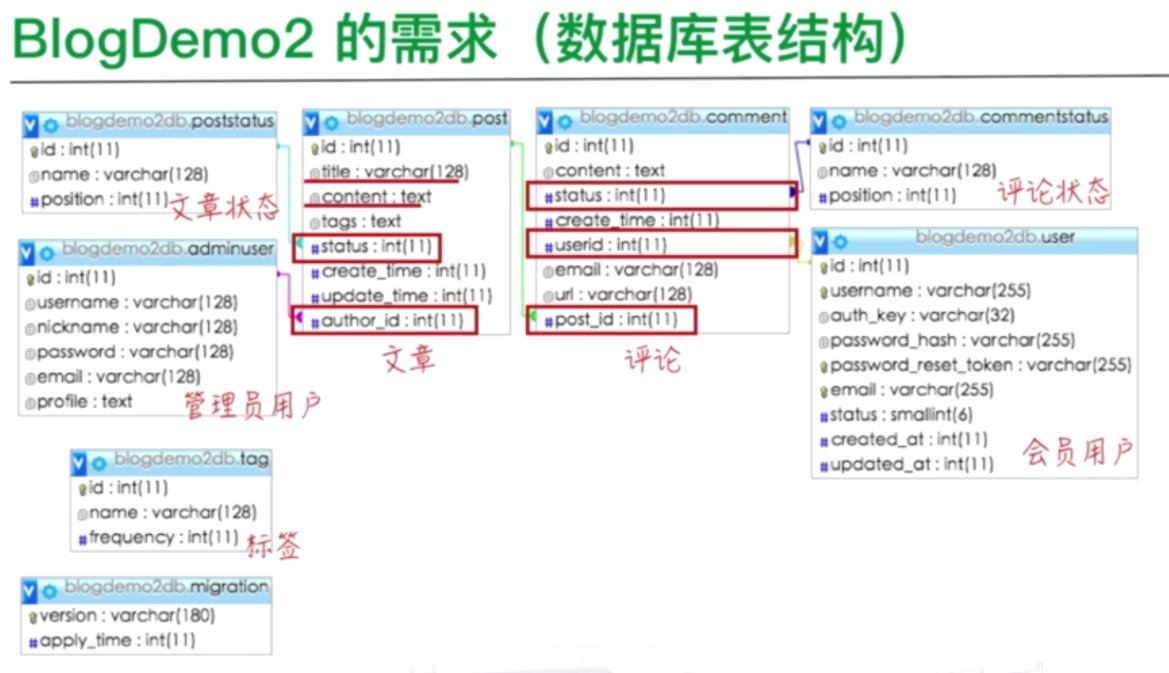 BlogDemo2 的需求（数据库表结构）
blogdemo2db.poststatus
id : int(11)
name : varchar(128)
position : int(11)
文章状态
blogdemo2db.adminuser
id : int(11)
username : varchar(128)
nickname : varchar(128)
password : varchar(128)
email : varchar(128)
profile : text
管理员用户
blogdemo2db.tag
id : int(11)
name : varchar(128)
frequency : int(11)
标签
blogdemo2db.migration
version : varchar(180)
apply_time : int(11)
blogdemo2db.post
id : int(11)
title : varchar(128)
content : text
tags : text
status : int(11)
create_time : int(11)
update_time : int(11)
author_id : int(11)
文章
blogdemo2db.comment
id : int(11)
content : text
status : int(11)
create_time : int(11)
userid : int(11)
email : varchar(128)
url : varchar(128)
post_id : int(11)
评论
blogdemo2db.commentstatus
id : int(11)
name : varchar(128)
position : int(11)
评论状态
blogdemo2db.user
id : int(11)
username : varchar(255)
auth_key : varchar(32)
password_hash : varchar(255)
password_reset_token : varchar(255)
email : varchar(255)
status : smallint(6)
created_at : int(11)
updated_at : int(11)
会员用户